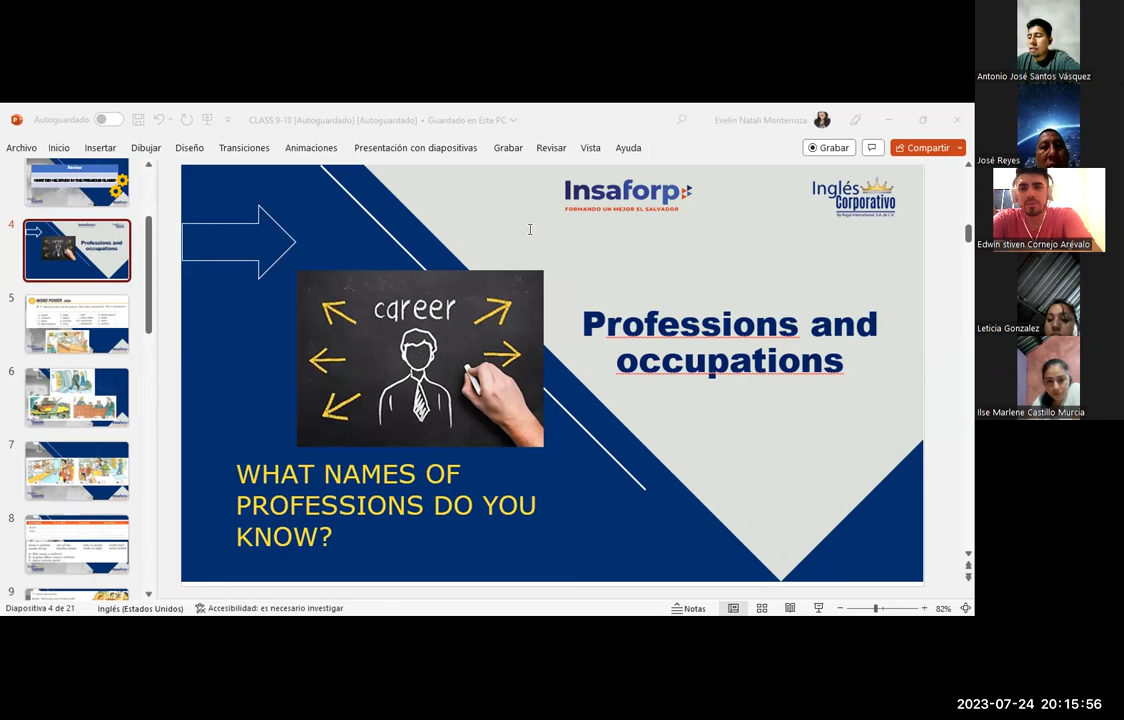 Autoguardado
CLASS 9-10 [Autoguardado] [Autoguardado] • Guardado en Este PC
Evelin Natali Monterrosa
Archivo Inicio Insertar Dibujar Diseño Transiciones Animaciones Presentación con diapositivas Grabar Revisar Vista Ayuda
Grabar
Compartir
Review
4
Professions and
occupations
5
WORD POWER Jobs
6
7
8
9
Insaforp
FORMANDO UN MEJOR EL SALVADOR
Inglés
Corporativo
career
Professions and
occupations
WHAT NAMES OF
PROFESSIONS DO YOU
KNOW?
Diapositiva 4 de 21
Inglés (Estados Unidos)
Accesibilidad: es necesario investigar
Notas
82%
Antonio José Santos Vásquez
José Reyes
Edwin stiven Cornejo Arévalo
Leticia Gonzalez
Ilse Marlene Castillo Murcia
2023-07-24 20:15:56